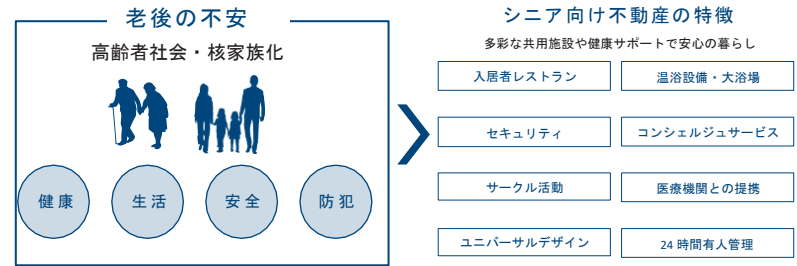 老後の不安
高齢者社会・核家族化
健康
生活
安全
防犯
シニア向け不動産の特徴
多彩な共用施設や健康サポートで安心の暮らし
入居者レストラン
温浴設備・大浴場
セキュリティ
コンシェルジュサービス
サークル活動
医療機関との提携
ユニバーサルデザイン
24時間有人管理